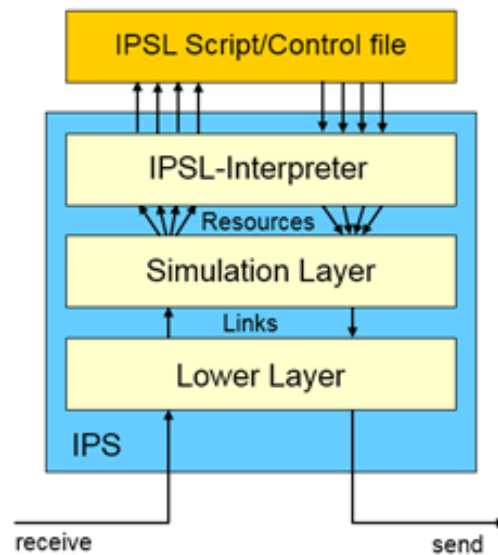 IPSL Script/Control file
IPSL-Interpreter
Resources
Simulation Layer
Links
Lower Layer
IPS
receive
send